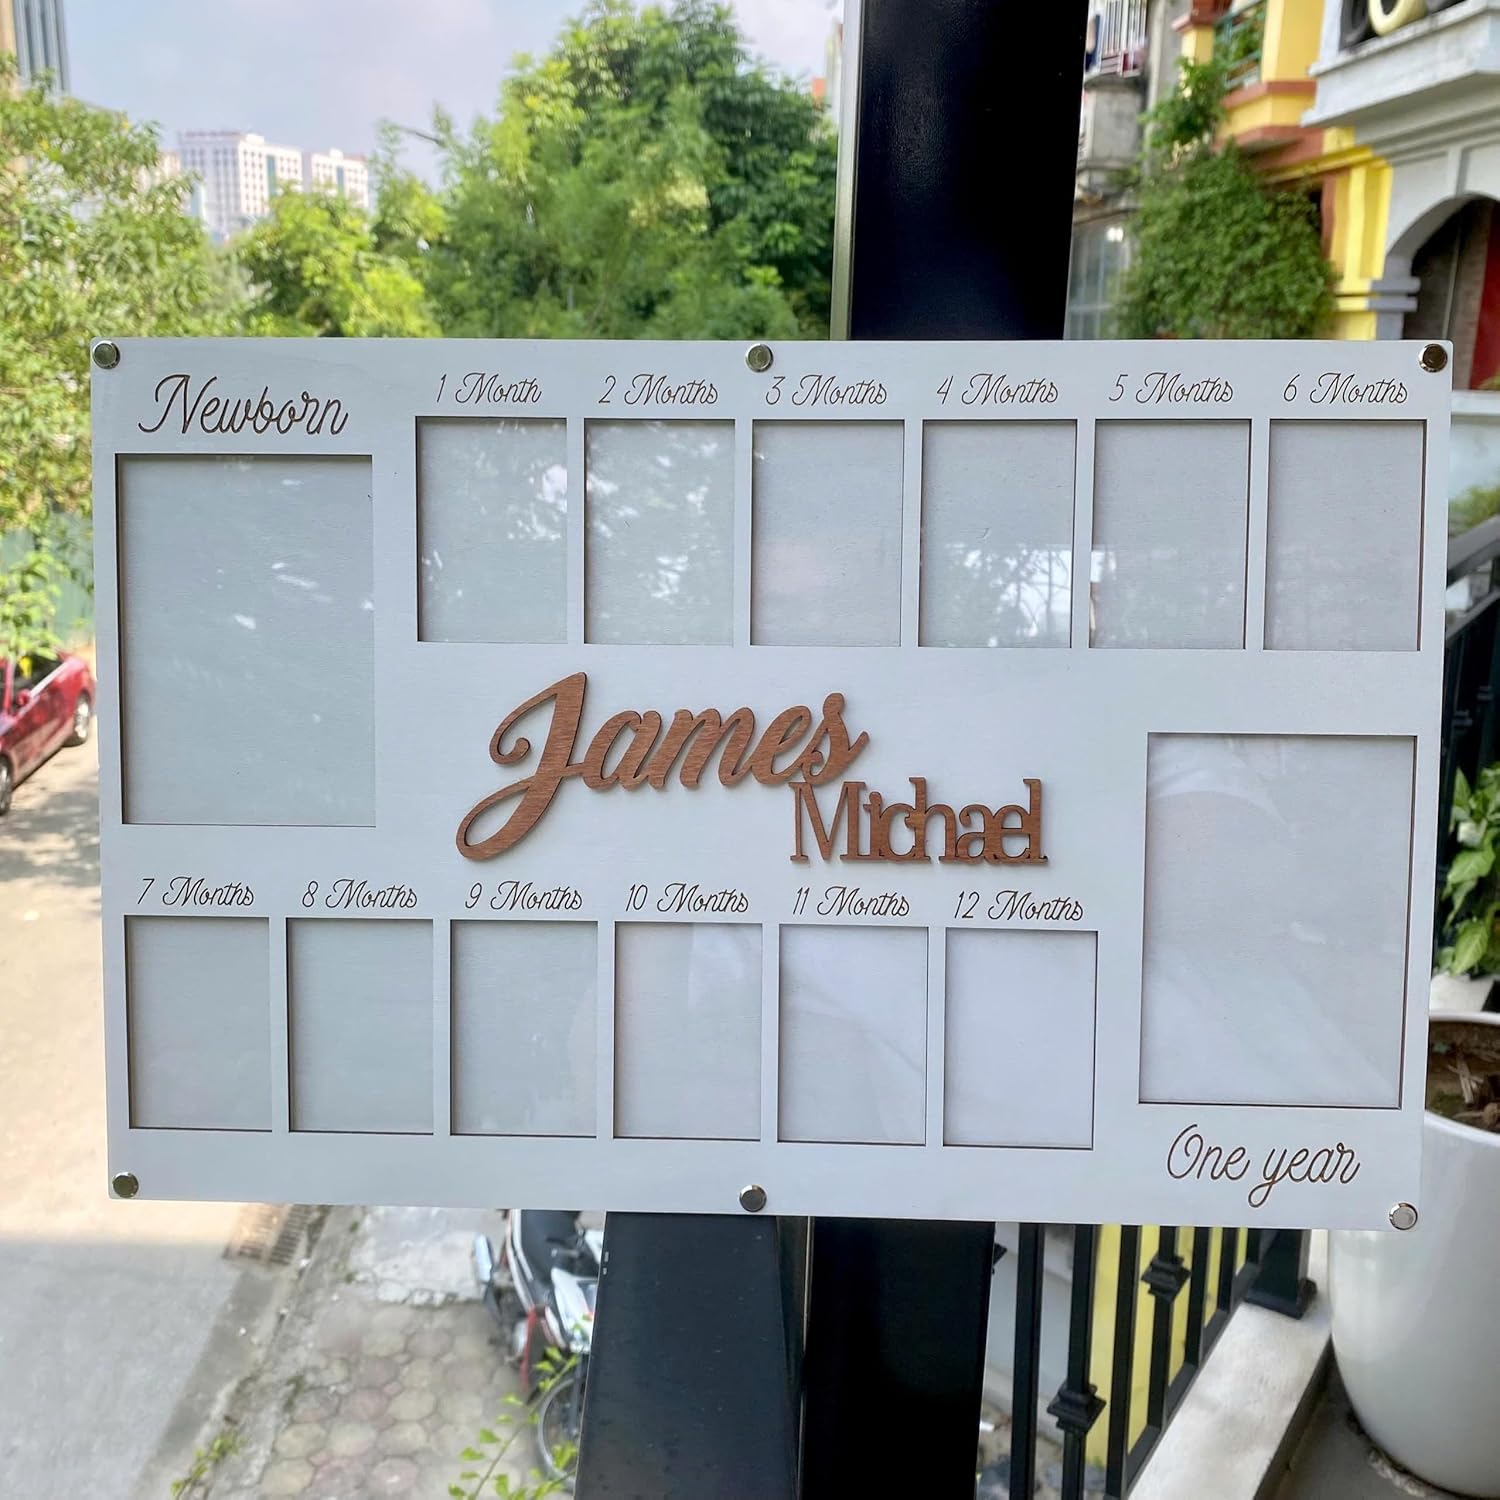 Newborn
1 Month
2 Months
3 Months
4 Months
5 Months
6 Months
James
Michael
7 Months
8 Months
9 Months
10 Months
11 Months
12 Months
One year